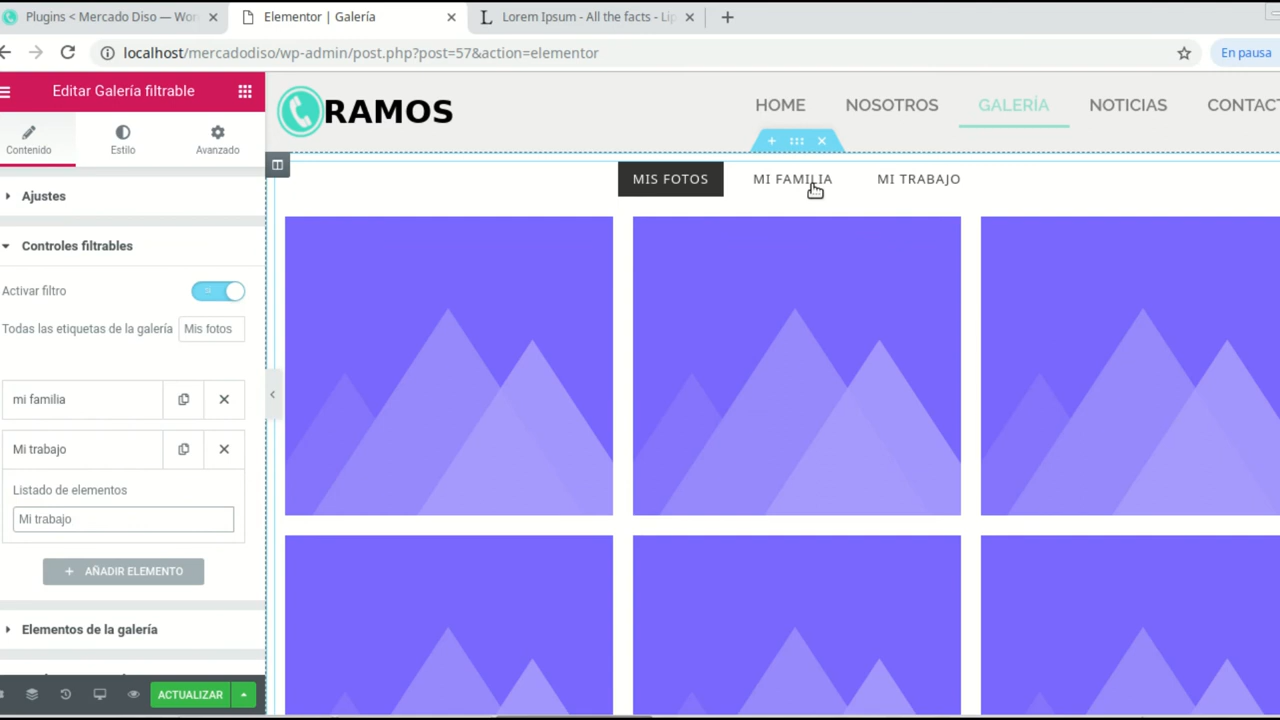 Plugins < Mercado Diso — Wor
Elementor | Galería
Lorem Ipsum - All the facts - Lip
localhost/mercadodiso/wp-admin/post.php?post=57&action=elementor
En pausa
Editar Galería filtrable
Contenido
Estilo
Avanzado
Ajustes
Controles filtrables
Activar filtro
Todas las etiquetas de la galería
Mis fotos
mi familia
Mi trabajo
Listado de elementos
Mi trabajo
AÑADIR ELEMENTO
Elementos de la galería
ACTUALIZAR
RAMOS
HOME NOSOTROS GALERÍA NOTICIAS CONTACT
MIS FOTOS MI FAMILIA MI TRABAJO